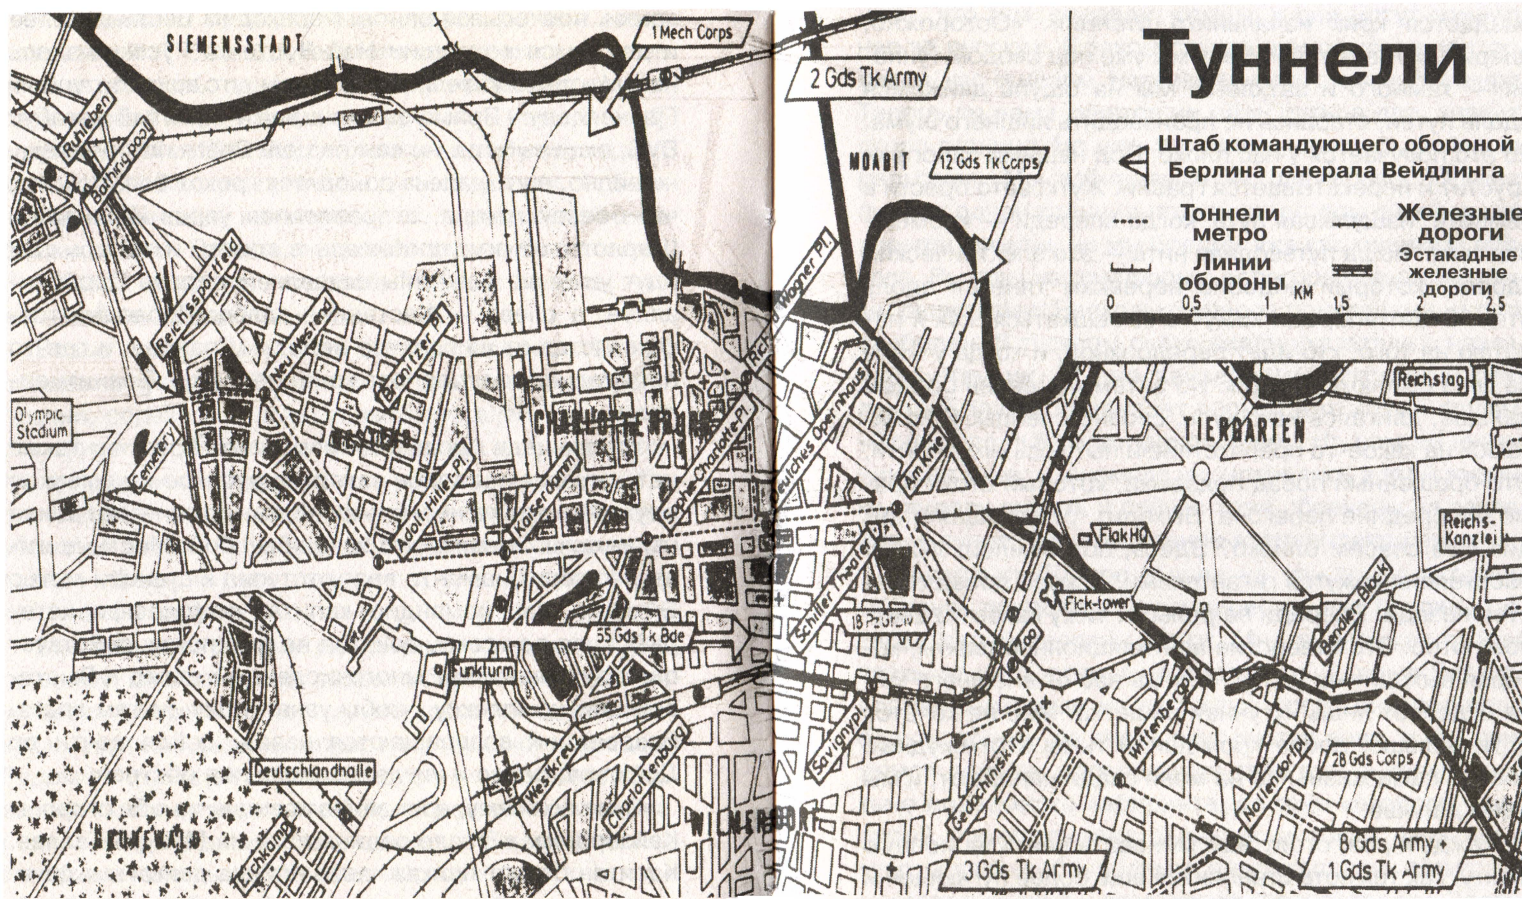 SIEMENSSTADT
1 Mech Corps
2 Gds Tk Army
Туннели
Ruhleben
Bathing pool
MOABIT
12 Gds Tk Corps
Штаб командующего обороной
Берлина генерала Вейдлинга
Тоннели
метро
Железные
дороги
Линии
обороны
Эстакадные
железные
дороги
0 0,5 1 км 1,5 2 2,5
Reichssportfeld
Neu Westend
Branitzer Pl.
Wagner Pl.
Rich.
Olympic
Stadium
Cemetery
WESTEND
CHARLOTTENBURG
Deutches Opernhaus
Reichstag
TIERGARTEN
Adolf-Hitler-Pl.
Kaiserdamm
Sophie Charlotte Pl.
Am Knie
Flak HQ
Reichs-
Kanzlei
Schiller Theater
18 Pz Gr Div
Flck-tower
Bendler-Block
55 Gds Tk Bde
Funkturm
Zoo
Deutschlandhalle
Westkreuz
Charlottenburg
Savignypl.
Gedachiniskirche
Wittenbergpl.
Nollendorfpl.
28 Gds Corps
WILMERSDORF
Eichkamp
3 Gds Tk Army
8 Gds Army
1 Gds Tk Army